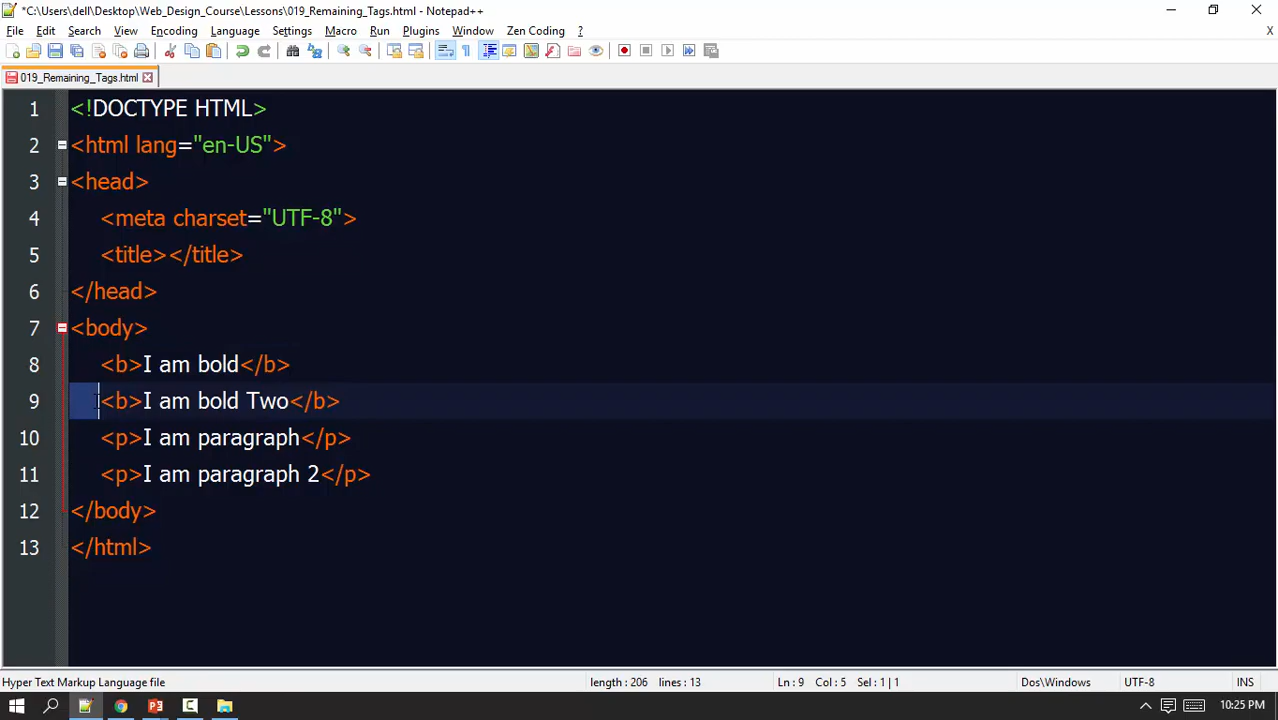 *C:\Users\dell\Desktop\Web_Design_Course\Lessons\019_Remaining_Tags.html - Notepad++
File Edit Search View Encoding Language Settings Macro Run Plugins Window Zen Coding ? X
019_Remaining_Tags.html
1 <!DOCTYPE HTML>
2 <html lang="en-US">
3 <head>
4 <meta charset="UTF-8">
5 <title></title>
6 </head>
7 <body>
8 <b>I am bold</b>
9 <b>I am bold Two</b>
10 <p>I am paragraph</p>
11 <p>I am paragraph 2</p>
12 </body>
13 </html>
Hyper Text Markup Language file length : 206 lines : 13 Ln : 9 Col : 5 Sel : 1 | 1 Dos\Windows UTF-8 INS
10:25 PM